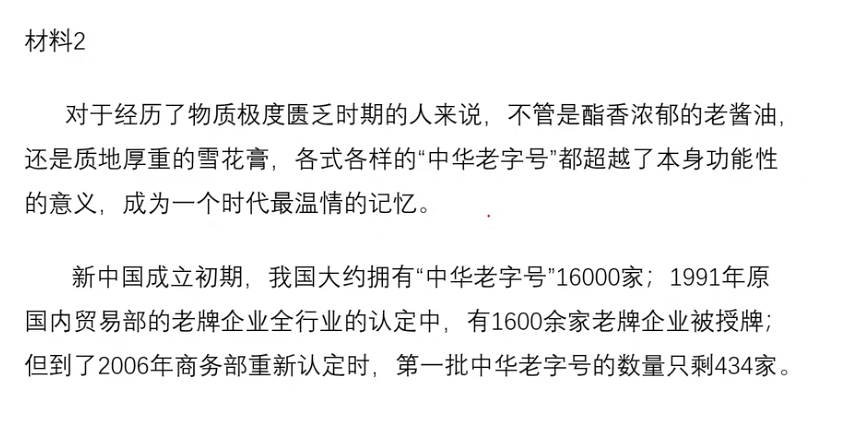 材料2
对于经历了物质极度匮乏时期的人来说，不管是酯香浓郁的老酱油，
还是质地厚重的雪花膏，各式各样的“中华老字号”都超越了本身功能性
的意义，成为一个时代最温情的记忆。
新中国成立初期，我国大约拥有“中华老字号”16000家；1991年原
国内贸易部的老牌企业全行业的认定中，有1600余家老牌企业被授牌；
但到了2006年商务部重新认定时，第一批中华老字号的数量只剩434家。